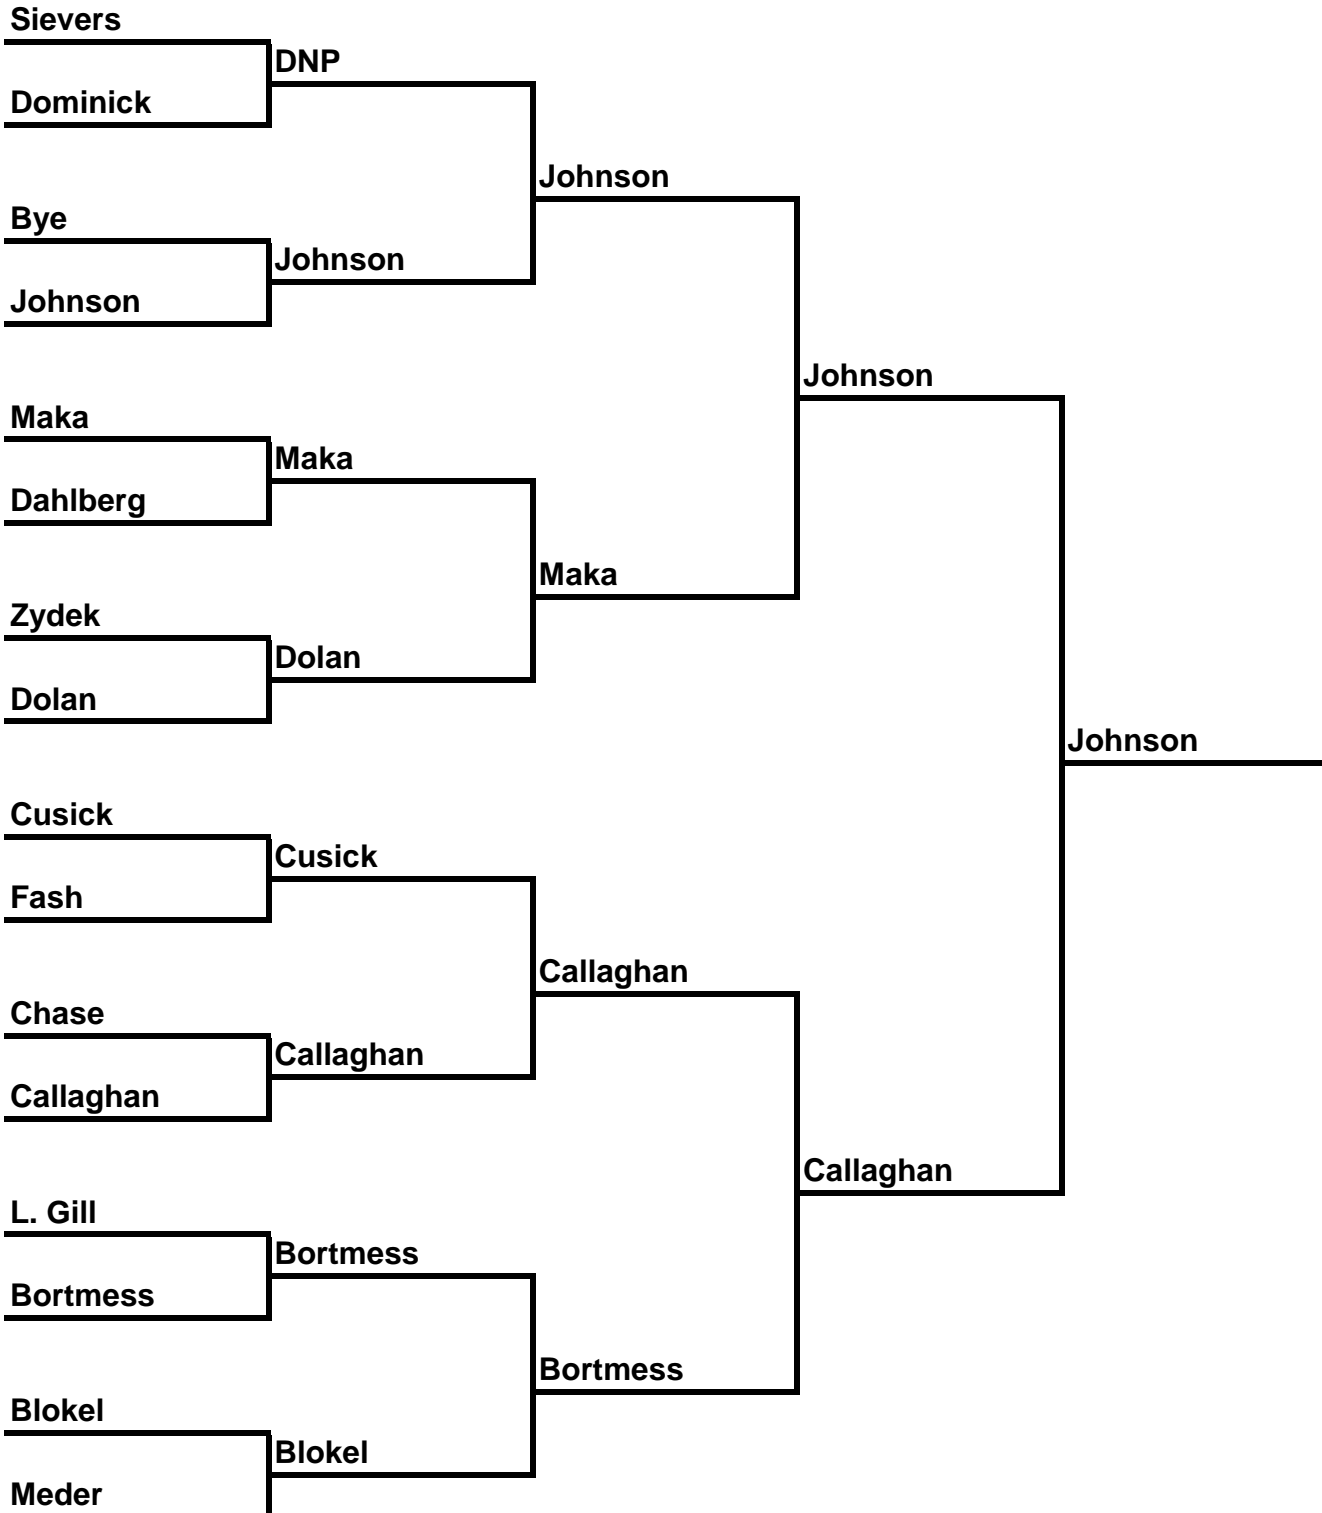 Sievers
DNP
Dominick
Johnson
Bye
Johnson
Johnson
Johnson
Maka
Maka
Dahlberg
Maka
Zydek
Dolan
Dolan
Johnson
Cusick
Cusick
Fash
Callaghan
Chase
Callaghan
Callaghan
Callaghan
L. Gill
Bortmess
Bortmess
Bortmess
Blokel
Blokel
Meder